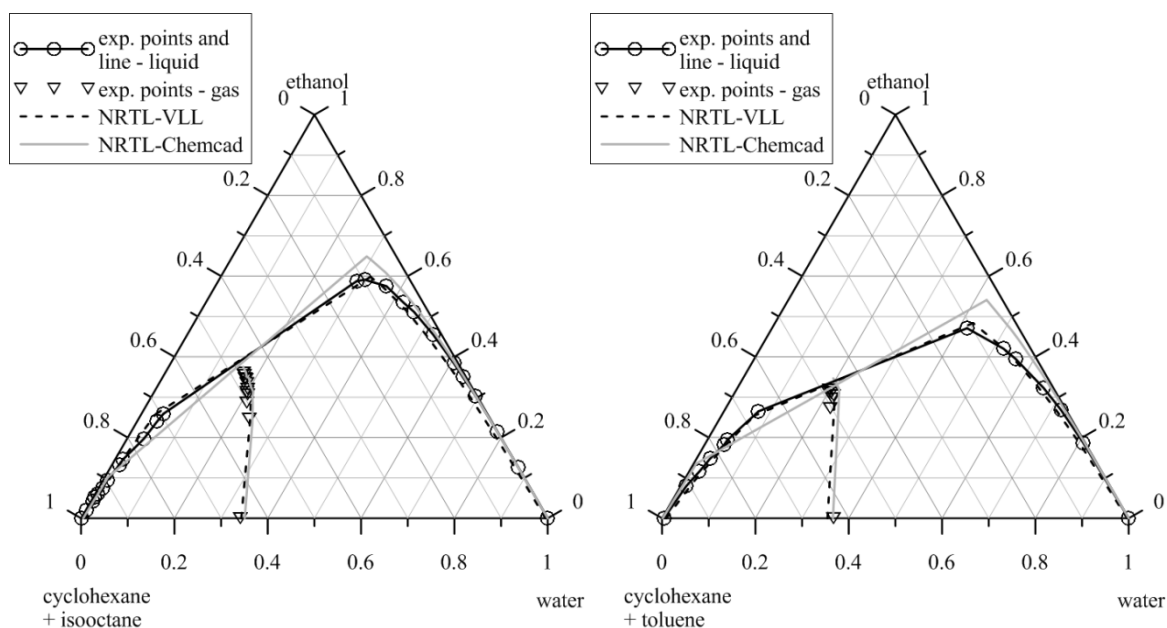 exp. points and
line - liquid
exp. points - gas
NRTL-VLL
NRTL-Chemcad
ethanol
0 1
0.2 0.8
0.4 0.6
0.6 0.4
0.8 0.2
1 0
0 0.2 0.4 0.6 0.8 1
cyclohexane
+ isooctane
water
exp. points and
line - liquid
exp. points - gas
NRTL-VLL
NRTL-Chemcad
ethanol
0 1
0.2 0.8
0.4 0.6
0.6 0.4
0.8 0.2
1 0
0 0.2 0.4 0.6 0.8 1
cyclohexane
+ toluene
water